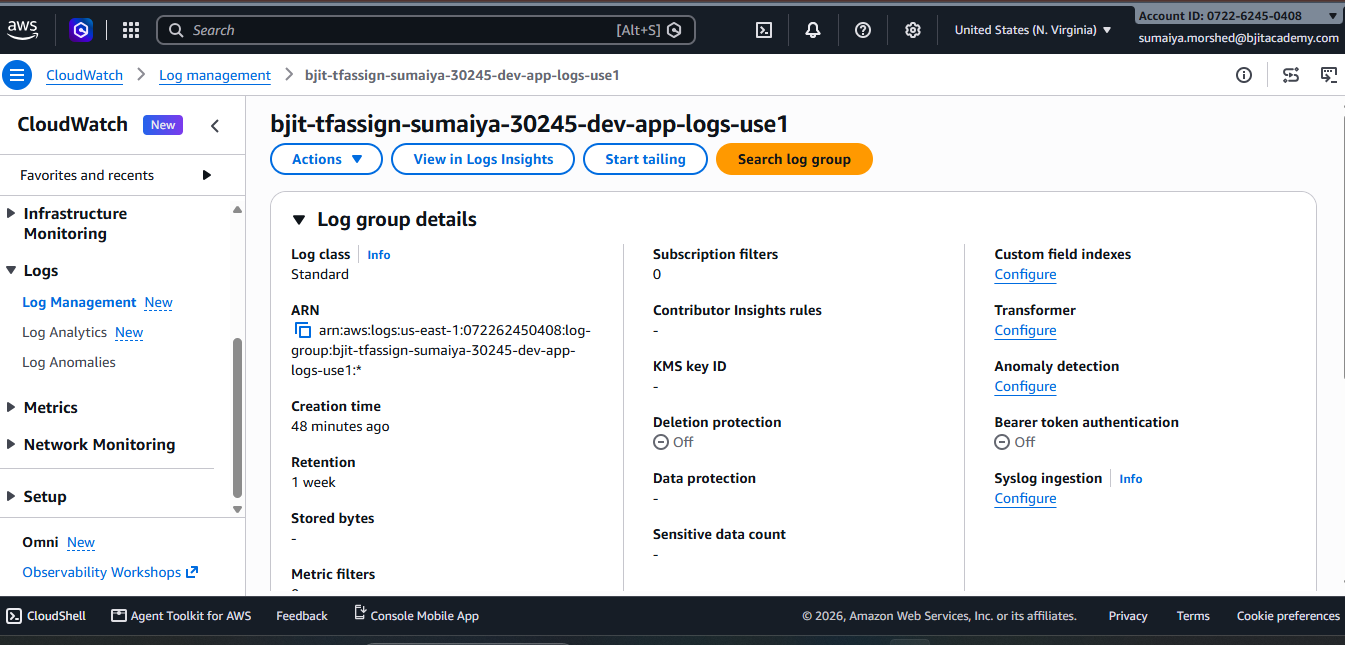 aws
Search
[Alt+S]
United States (N. Virginia)
Account ID: 0722-6245-0408
sumaiya.morshed@bjitacademy.com
CloudWatch
Log management
bjit-tfassign-sumaiya-30245-dev-app-logs-use1
CloudWatch
New
Favorites and recents
Infrastructure
Monitoring
Logs
Log Management New
Log Analytics New
Log Anomalies
Metrics
Network Monitoring
Setup
Omni New
Observability Workshops
bjit-tfassign-sumaiya-30245-dev-app-logs-use1
Actions
View in Logs Insights
Start tailing
Search log group
Log group details
Log class Info
Standard
ARN
arn:aws:logs:us-east-1:072262450408:log-
group:bjit-tfassign-sumaiya-30245-dev-app-
logs-use1:*
Creation time
48 minutes ago
Retention
1 week
Stored bytes
-
Metric filters
Subscription filters
0
Contributor Insights rules
-
KMS key ID
-
Deletion protection
Off
Data protection
-
Sensitive data count
-
Custom field indexes
Configure
Transformer
Configure
Anomaly detection
Configure
Bearer token authentication
Off
Syslog ingestion Info
Configure
CloudShell
Agent Toolkit for AWS
Feedback
Console Mobile App
© 2026, Amazon Web Services, Inc. or its affiliates.
Privacy
Terms
Cookie preferences